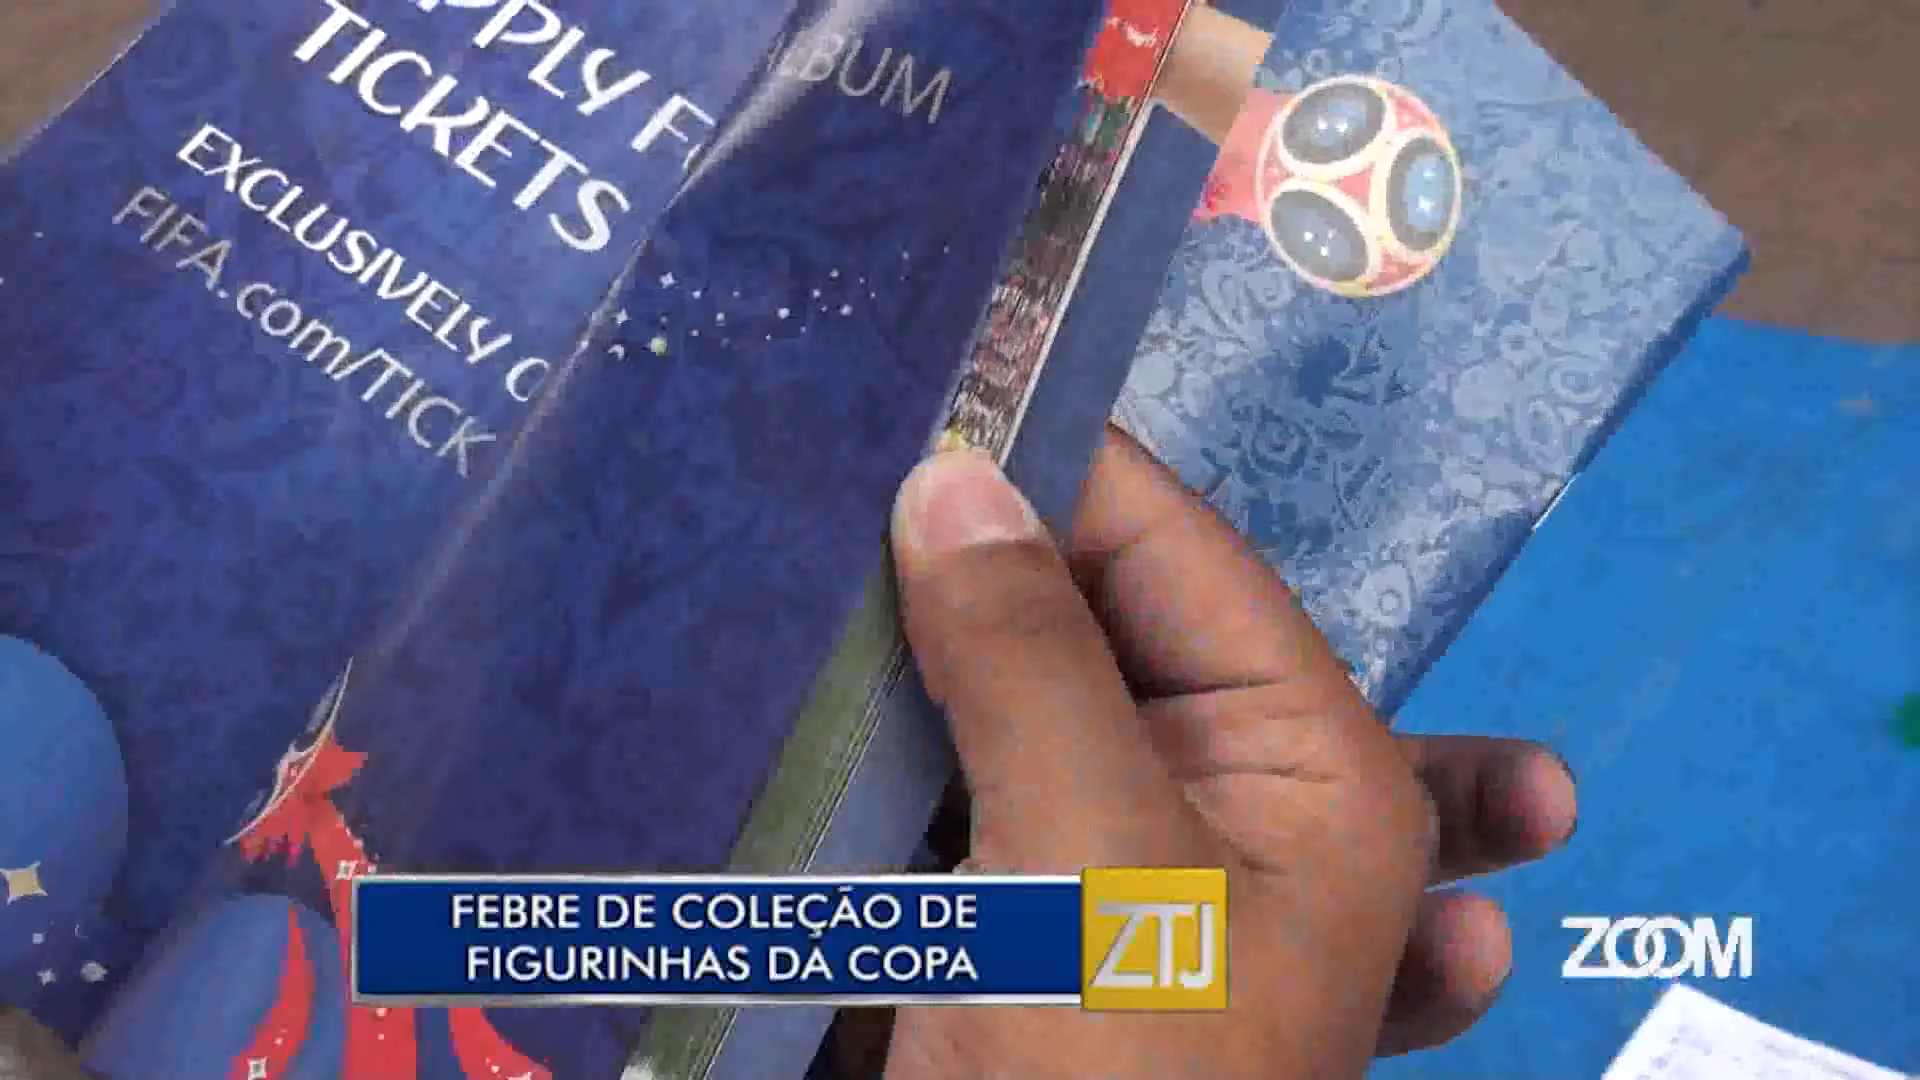 TICKETS
EXCLUSIVELY
FIFA.com/TICK
FEBRE DE COLEÇÃO DE
FIGURINHAS DA COPA
ZTJ
ZOOM